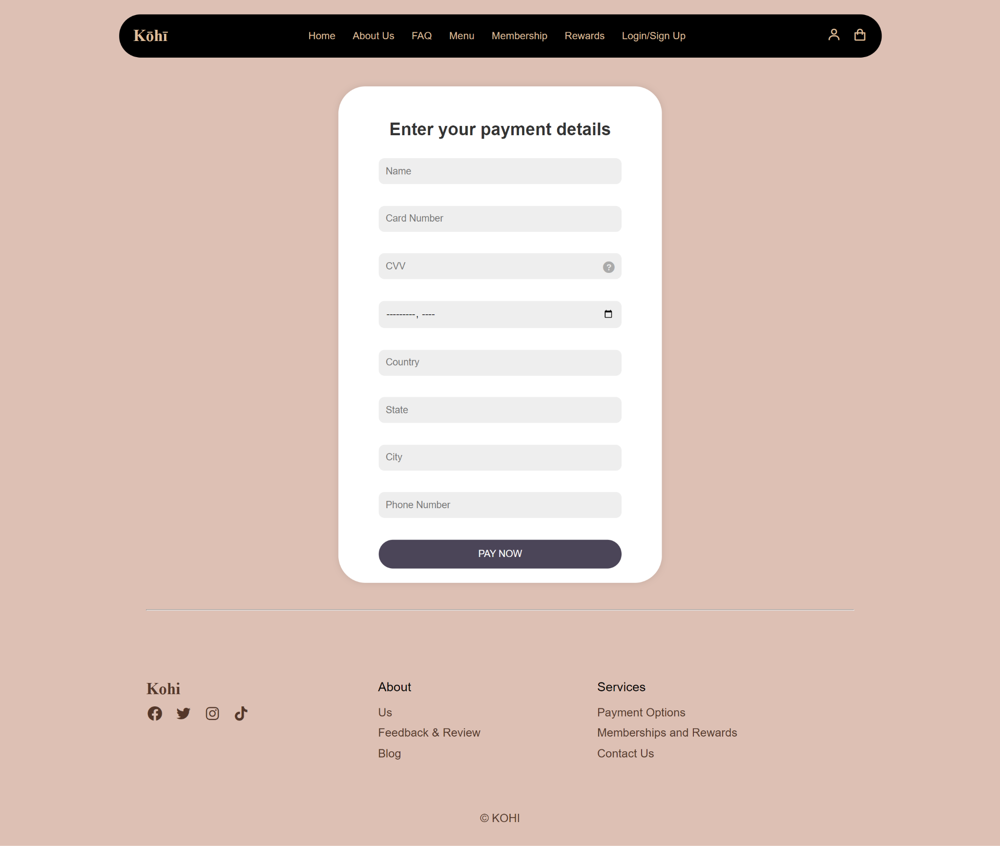 Kōhī
Home About Us FAQ Menu Membership Rewards Login/Sign Up
Enter your payment details
Name
Card Number
CVV
?
---------, ----
Country
State
City
Phone Number
PAY NOW
Kohi
About
Us
Feedback & Review
Blog
Services
Payment Options
Memberships and Rewards
Contact Us
© KOHI